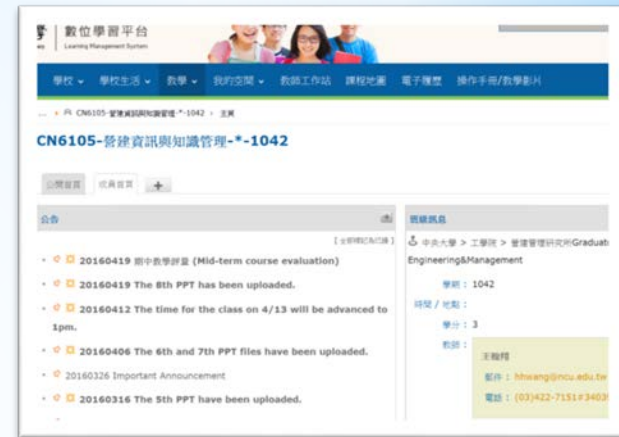 數位學習平台
Learning Management System
學校 學校生活 教學 我的空間 教師工作站 課程地圖 電子履歷 操作手冊/教學影片
... CN6105-營建資訊與知識管理-*-1042 › 主頁
CN6105-營建資訊與知識管理-*-1042
公開首頁 成員首頁 +
公告
[ 全部標記為已讀 ]
20160419 期中教學評量 (Mid-term course evaluation)
20160419 The 8th PPT has been uploaded.
20160412 The time for the class on 4/13 will be advanced to
1pm.
20160406 The 6th and 7th PPT files have been uploaded.
20160326 Important Announcement
20160316 The 5th PPT have been uploaded.
班級訊息
中央大學 > 工學院 > 營建管理研究所Graduat
Engineering&Management
學期 : 1042
時間 / 地點 :
學分 : 3
教師 :
郵件 : hhwang@ncu.edu.tw
電話 : (03)422-7151#3403